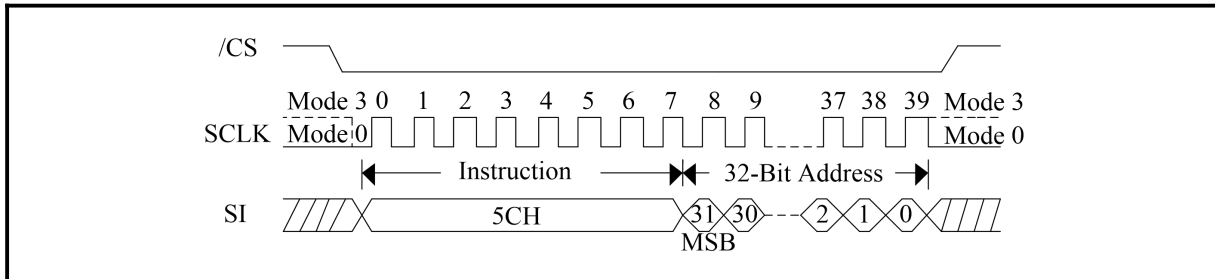 /CS
Mode 3 0 1 2 3 4 5 6 7 8 9 37 38 39 Mode 3
SCLK Mode 0 Mode 0
Instruction 32-Bit Address
SI 5CH 31 30 2 1 0
MSB